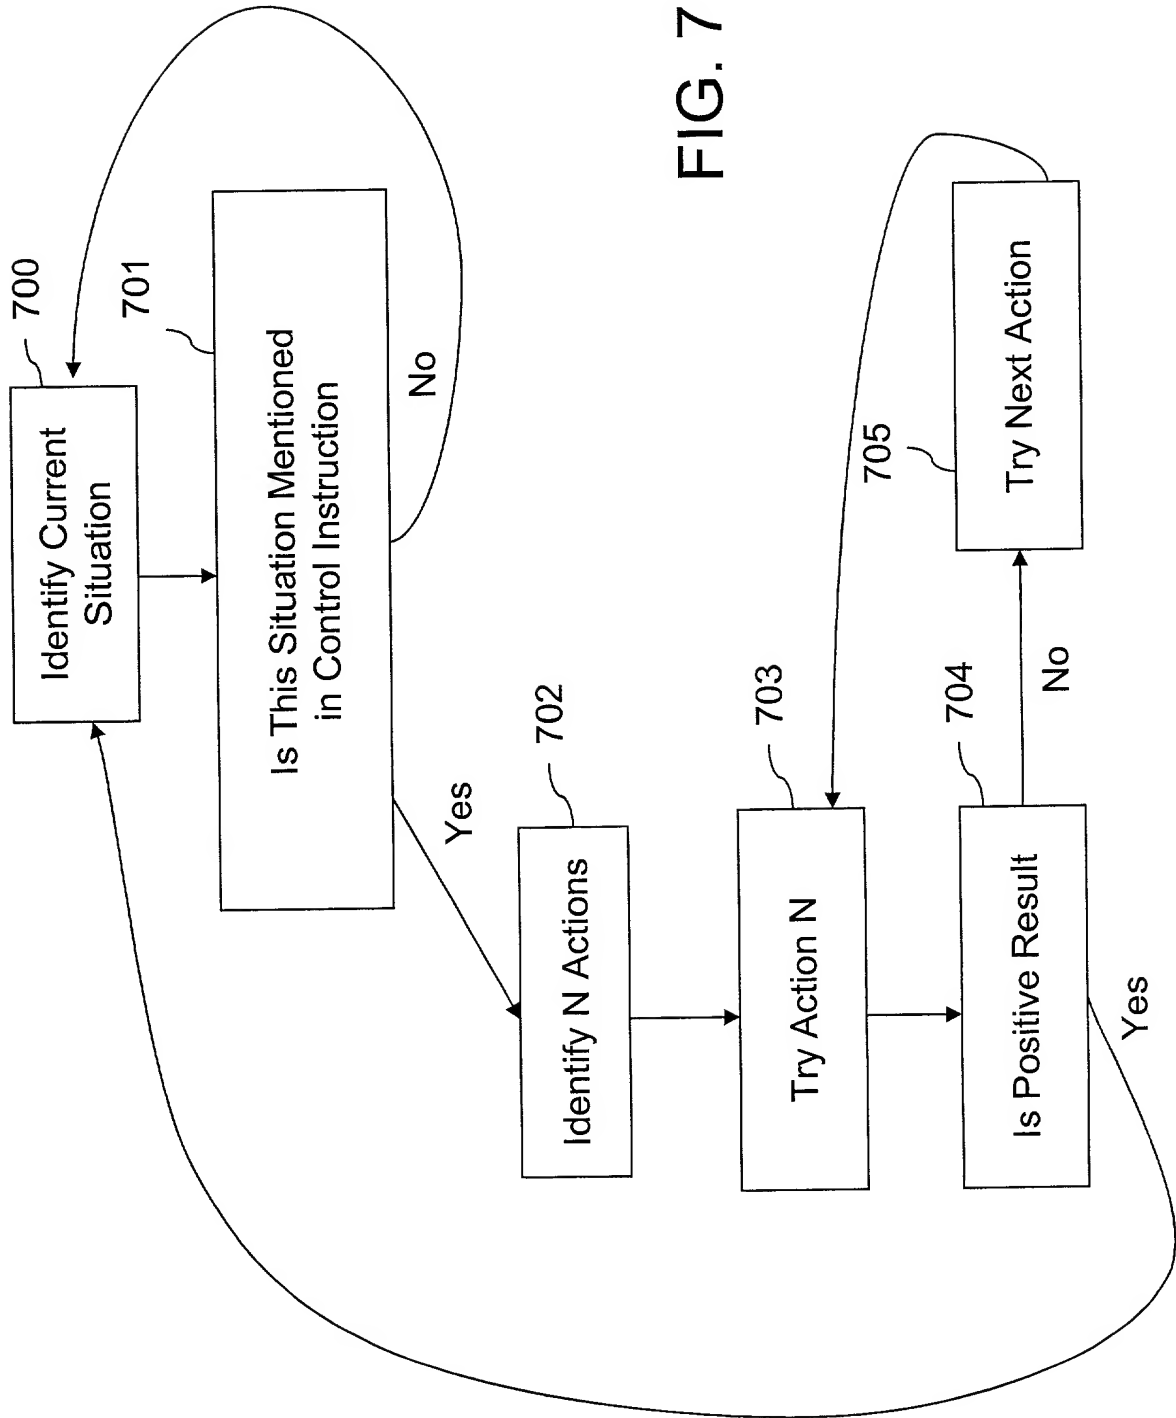 700
Identify Current
Situation
701
Is This Situation Mentioned
in Control Instruction
No
Yes
702
Identify N Actions
703
Try Action N
704
Is Positive Result
No
705
Try Next Action
Yes
FIG. 7